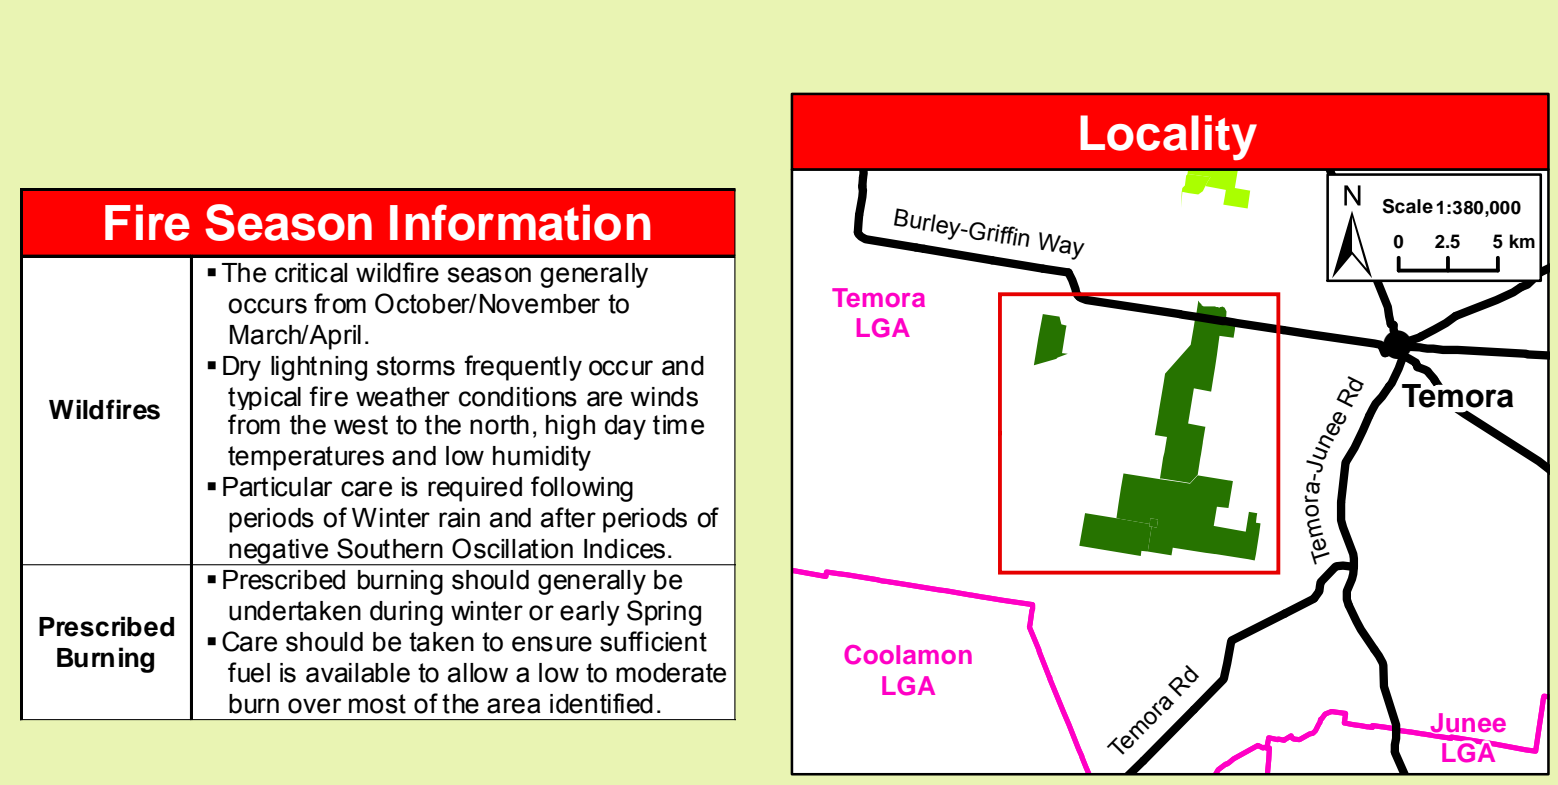 Fire Season Information
Wildfires
▪ The critical wildfire season generally
occurs from October/November to
March/April.
▪ Dry lightning storms frequently occur and
typical fire weather conditions are winds
from the west to the north, high day time
temperatures and low humidity
▪ Particular care is required following
periods of Winter rain and after periods of
negative Southern Oscillation Indices.
Prescribed
Burning
▪ Prescribed burning should generally be
undertaken during winter or early Spring
▪ Care should be taken to ensure sufficient
fuel is available to allow a low to moderate
burn over most of the area identified.
Locality
N
Scale 1:380,000
0 2.5 5 km
Burley-Griffin Way
Temora
LGA
Temora
Temora-Junee Rd
Coolamon
LGA
Temora Rd
Junee
LGA